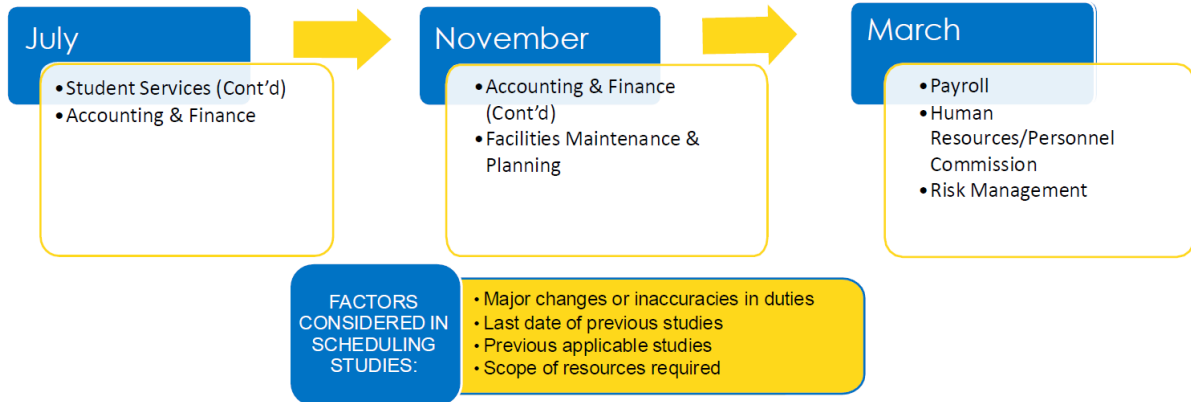 July
•Student Services (Cont’d)
•Accounting & Finance
November
•Accounting & Finance
(Cont’d)
•Facilities Maintenance &
Planning
March
•Payroll
•Human
Resources/Personnel
Commission
•Risk Management
FACTORS
CONSIDERED IN
SCHEDULING
STUDIES:
• Major changes or inaccuracies in duties
• Last date of previous studies
• Previous applicable studies
• Scope of resources required